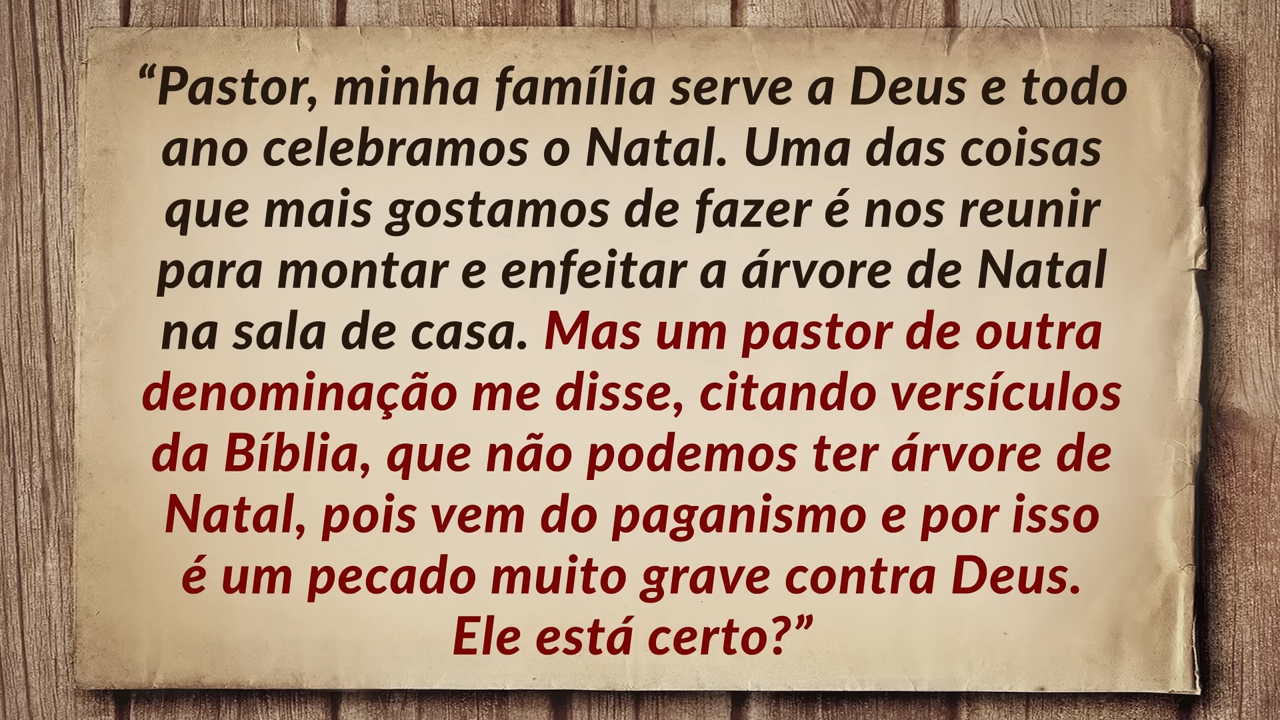 “Pastor, minha família serve a Deus e todo
ano celebramos o Natal. Uma das coisas
que mais gostamos de fazer é nos reunir
para montar e enfeitar a árvore de Natal
na sala de casa. Mas um pastor de outra
denominação me disse, citando versículos
da Bíblia, que não podemos ter árvore de
Natal, pois vem do paganismo e por isso
é um pecado muito grave contra Deus.
Ele está certo?”